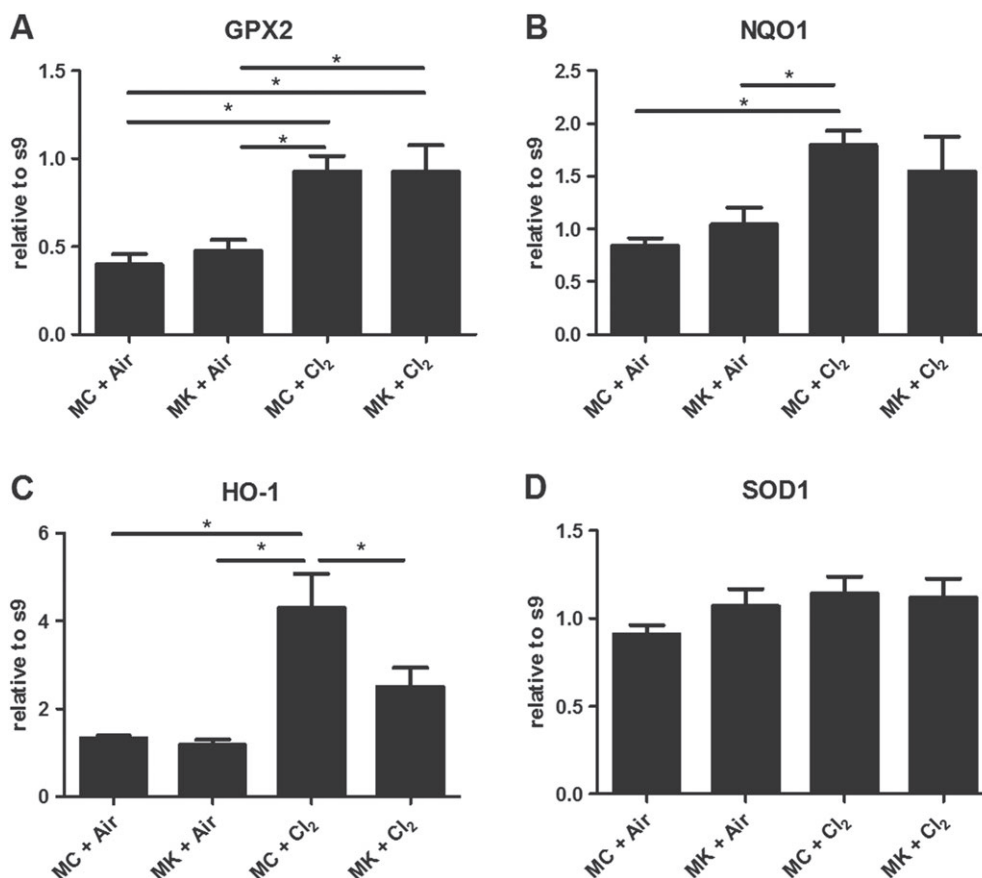 A
GPX2
relative to s9
1.5
1.0
0.5
0.0
*
*
*
*
MC + Air
MK + Air
MC + Cl₂
MK + Cl₂
B
NQO1
relative to s9
2.5
2.0
1.5
1.0
0.5
0.0
*
*
MC + Air
MK + Air
MC + Cl₂
MK + Cl₂
C
HO-1
relative to s9
6
4
2
0
*
*
*
MC + Air
MK + Air
MC + Cl₂
MK + Cl₂
D
SOD1
relative to s9
1.5
1.0
0.5
0.0
MC + Air
MK + Air
MC + Cl₂
MK + Cl₂